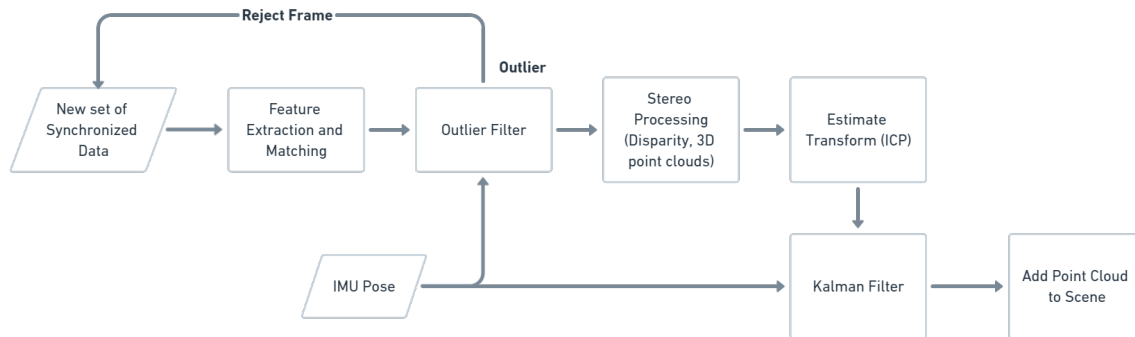 Reject Frame
Outlier
New set of
Synchronized
Data
Feature
Extraction and
Matching
Outlier Filter
Stereo
Processing
(Disparity, 3D
point clouds)
Estimate
Transform (ICP)
IMU Pose
Kalman Filter
Add Point Cloud
to Scene